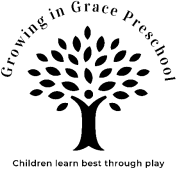 Growing in Grace Preschool
Children learn best through play